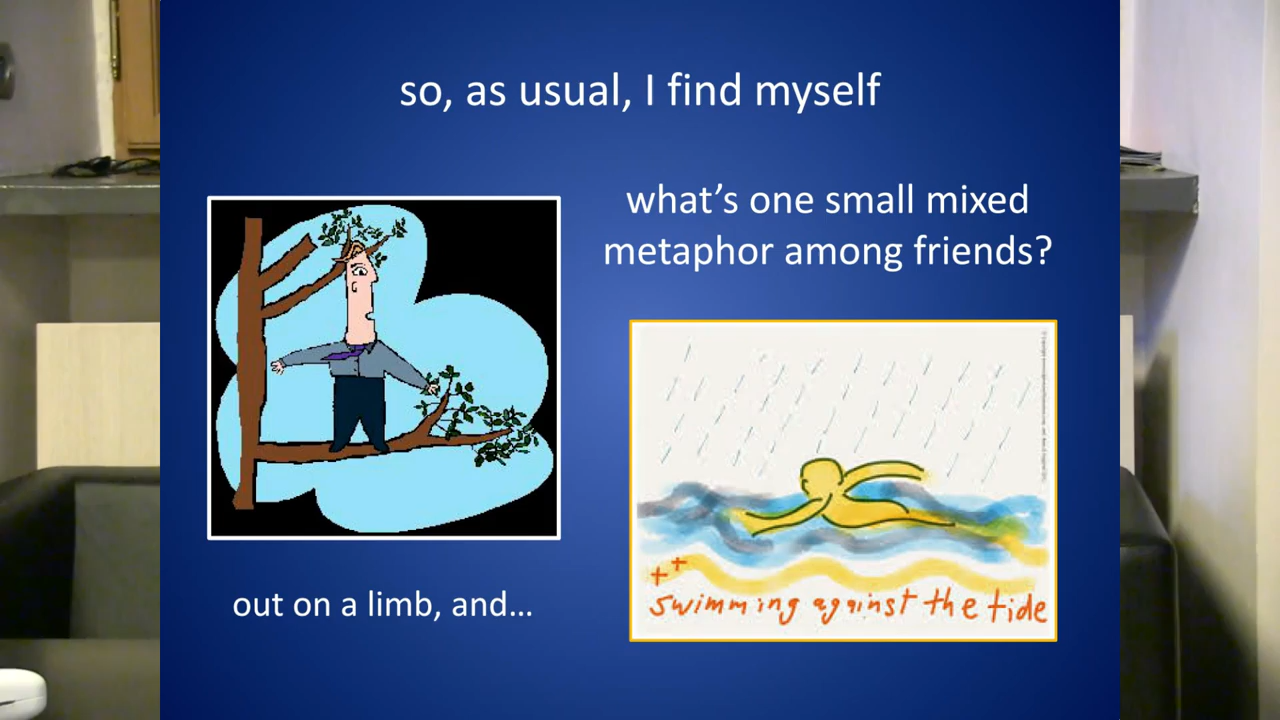 so, as usual, I find myself
what's one small mixed
metaphor among friends?
out on a limb, and...
swimming against the tide